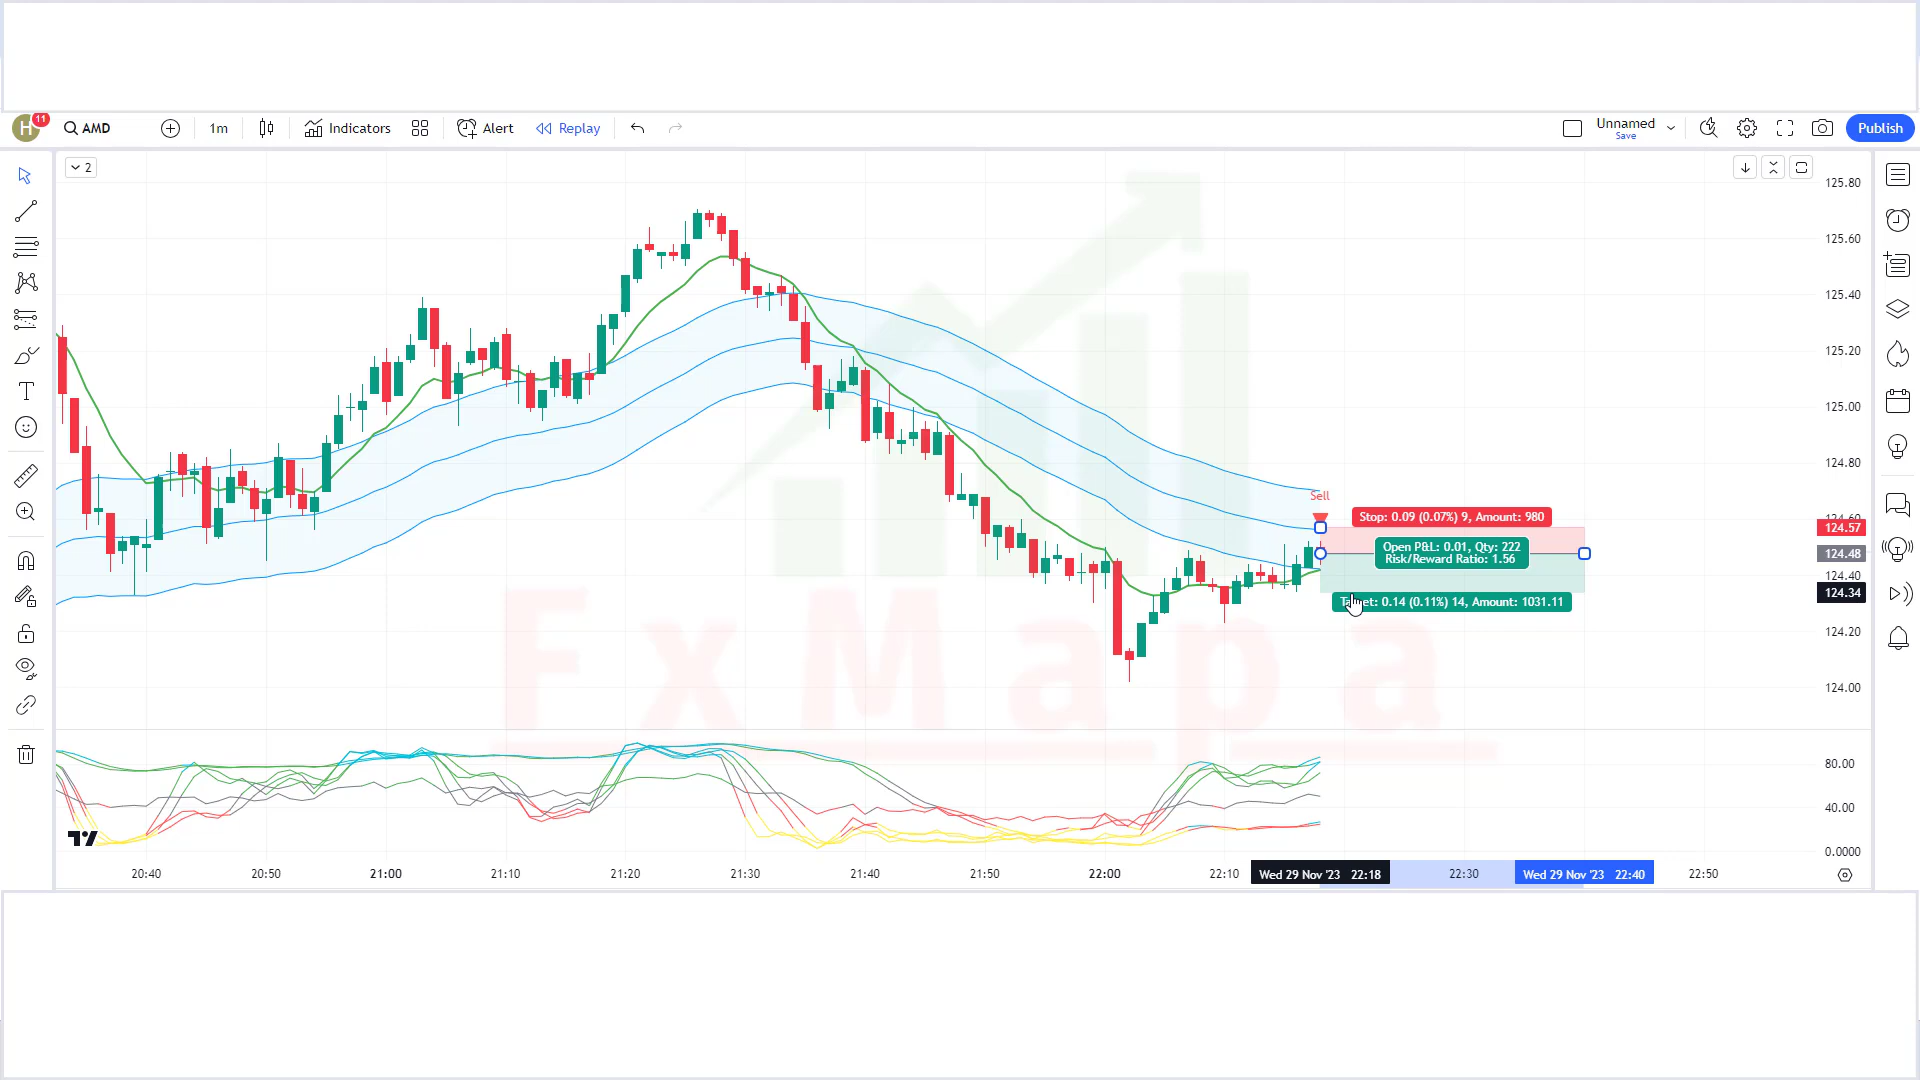 H 11 AMD 1m Indicators Alert Replay Unnamed Publish
Save
2
125.80
125.60
125.40
125.20
125.00
124.80
Sell
124.60
Stop: 0.09 (0.07%) 9, Amount: 980
124.57
Open P&L: 0.01, Qty: 222
Risk/Reward Ratio: 1.56
124.48
124.40
124.34
Target: 0.14 (0.11%) 14, Amount: 1031.11
124.20
FxMapa
124.00
80.00
40.00
0.0000
20:40 20:50 21:00 21:10 21:20 21:30 21:40 21:50 22:00 22:10 Wed 29 Nov '23 22:18 22:30 Wed 29 Nov '23 22:40 22:50